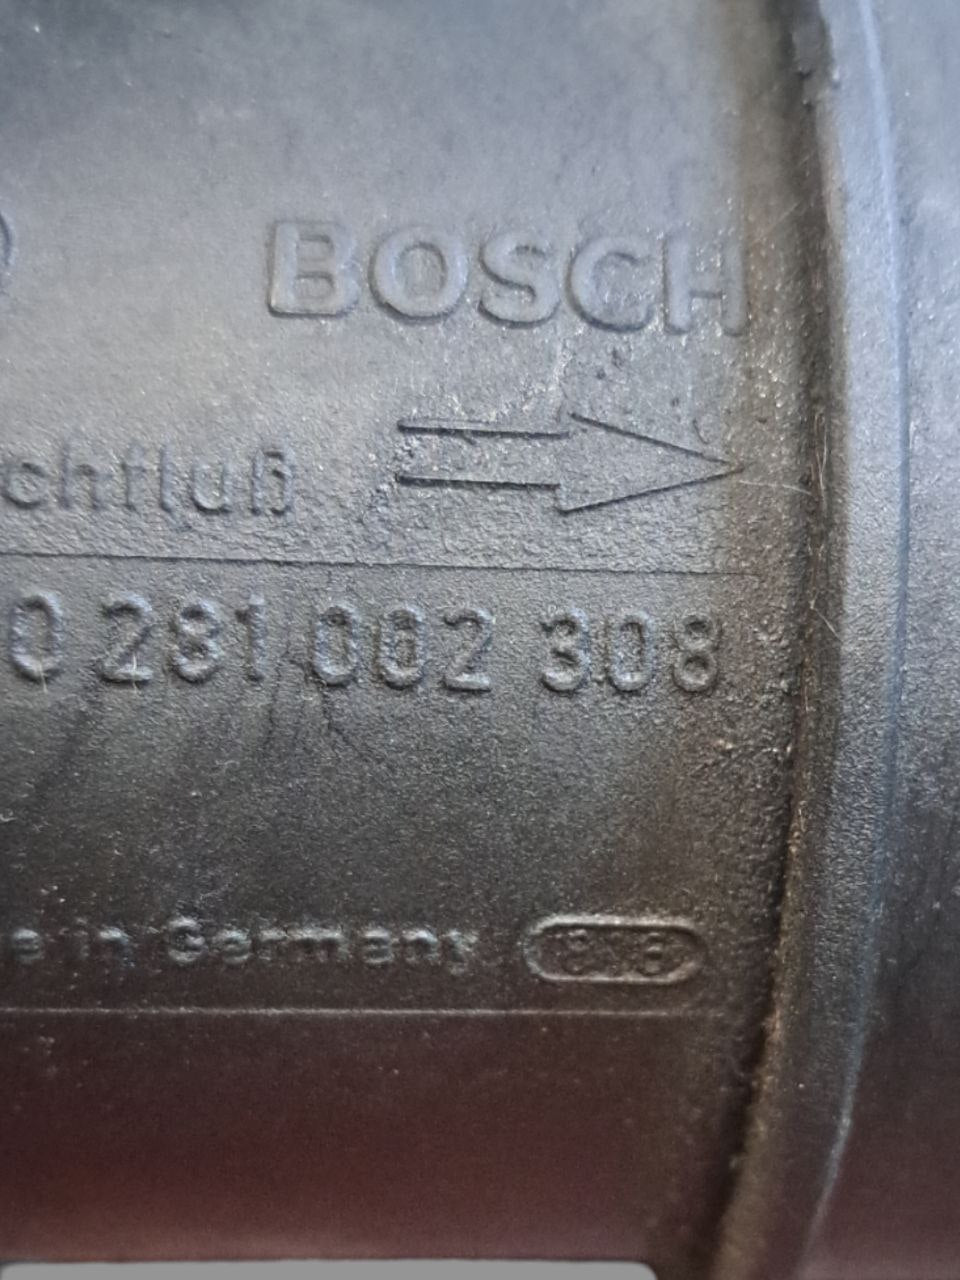 BOSCH
chfluß
0 281 002 308
e in Germany